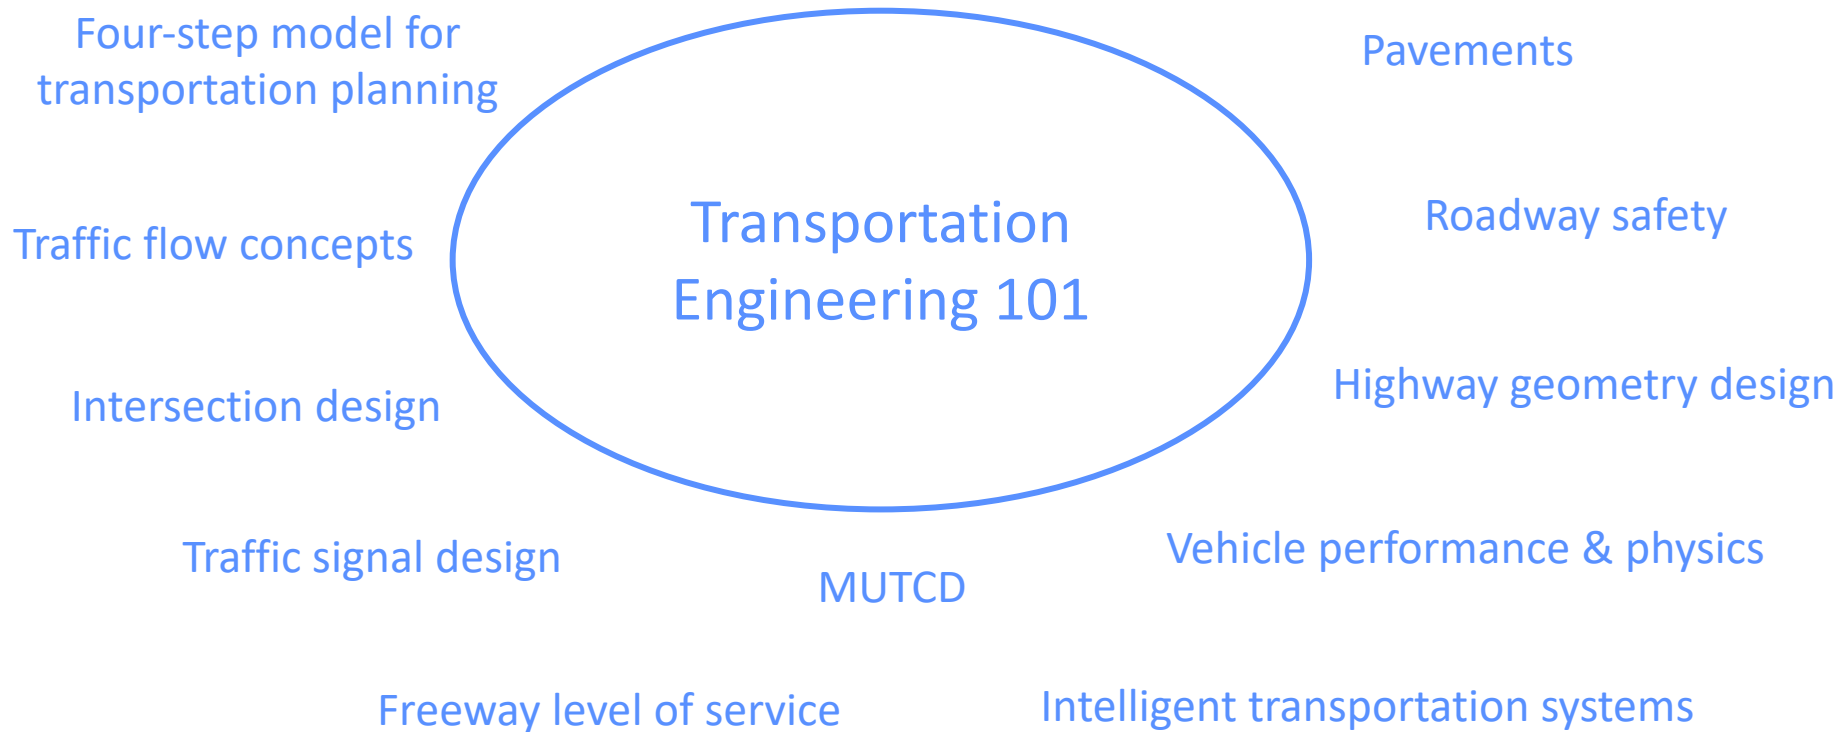 Four-step model for
transportation planning
Pavements
Transportation
Engineering 101
Roadway safety
Traffic flow concepts
Highway geometry design
Intersection design
Vehicle performance & physics
Traffic signal design
MUTCD
Freeway level of service
Intelligent transportation systems